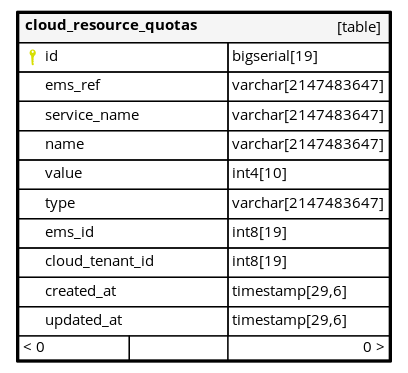 cloud_resource_quotas [table]
id bigserial[19]
ems_ref varchar[2147483647]
service_name varchar[2147483647]
name varchar[2147483647]
value int4[10]
type varchar[2147483647]
ems_id int8[19]
cloud_tenant_id int8[19]
created_at timestamp[29,6]
updated_at timestamp[29,6]
< 0 0 >